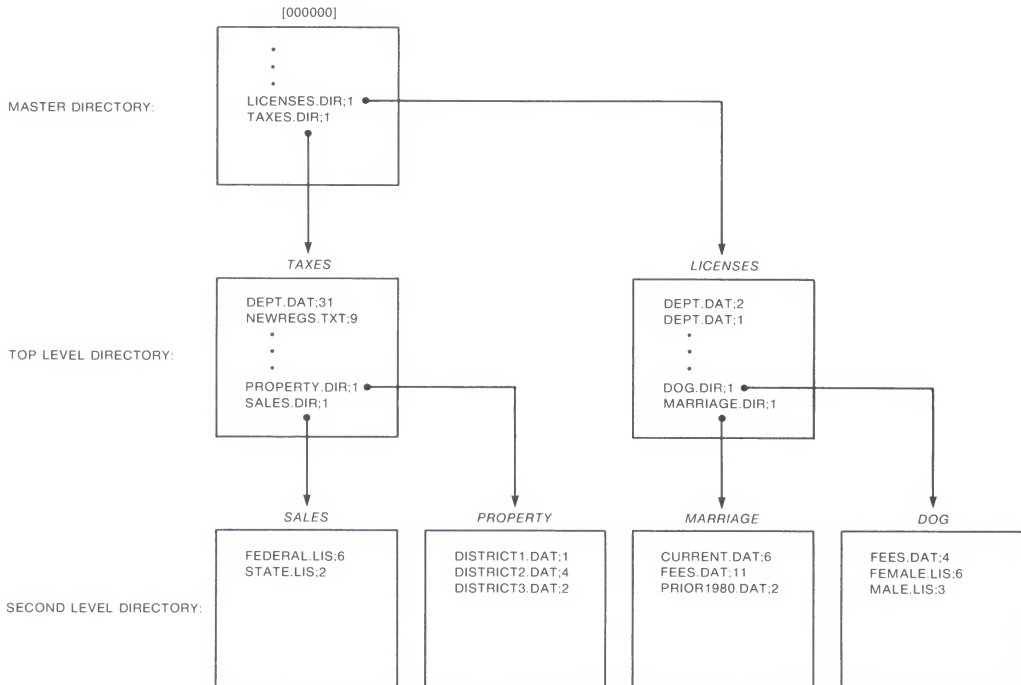 [000000]
MASTER DIRECTORY:
LICENSES.DIR;1
TAXES.DIR;1
TAXES
LICENSES
TOP LEVEL DIRECTORY:
DEPT.DAT;31
NEWREGS.TXT;9
PROPERTY.DIR;1
SALES.DIR;1
DEPT.DAT;2
DEPT.DAT;1
DOG.DIR;1
MARRIAGE.DIR;1
SALES
PROPERTY
MARRIAGE
DOG
SECOND LEVEL DIRECTORY:
FEDERAL.LIS;6
STATE.LIS;2
DISTRICT1.DAT;1
DISTRICT2.DAT;4
DISTRICT3.DAT;2
CURRENT.DAT;6
FEES.DAT;11
PRIOR1980.DAT;2
FEES.DAT;4
FEMALE.LIS;6
MALE.LIS;3